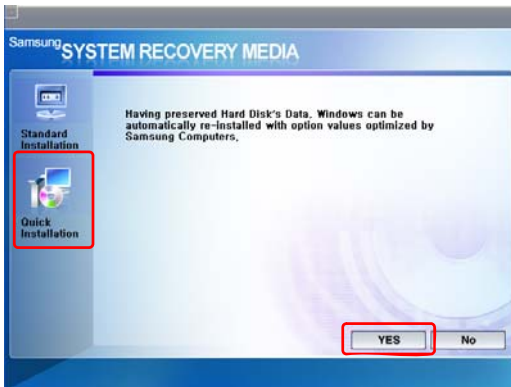 Samsung SYSTEM RECOVERY MEDIA
Standard
Installation
Quick
Installation
Having preserved Hard Disk's Data, Windows can be
automatically re-installed with option values optimized by
Samsung Computers,
YES
No